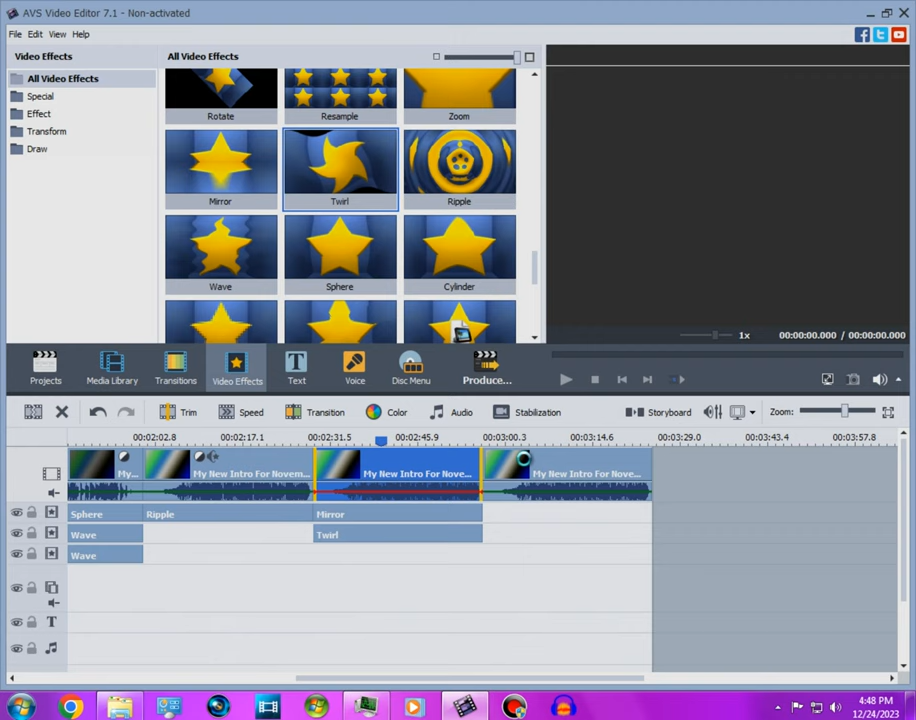 AVS Video Editor 7.1 - Non-activated
File Edit View Help
Video Effects
All Video Effects
All Video Effects
Special
Effect
Transform
Draw
Rotate
Resample
Zoom
Mirror
Twirl
Ripple
Wave
Sphere
Cylinder
1x
00:00:00.000 / 00:00:00.000
Projects
Media Library
Transitions
Video Effects
Text
Voice
Disc Menu
Produce...
Trim
Speed
Transition
Color
Audio
Stabilization
Storyboard
Zoom:
00:02:02.8 00:02:17.1 00:02:31.5 00:02:45.9 00:03:00.3 00:03:14.6 00:03:29.0 00:03:43.4 00:03:57.8
My...
My New Intro For Novem...
My New Intro For Nove...
My New Intro For Nove...
Sphere
Ripple
Mirror
Wave
Twirl
Wave
T
4:48 PM
12/24/2023